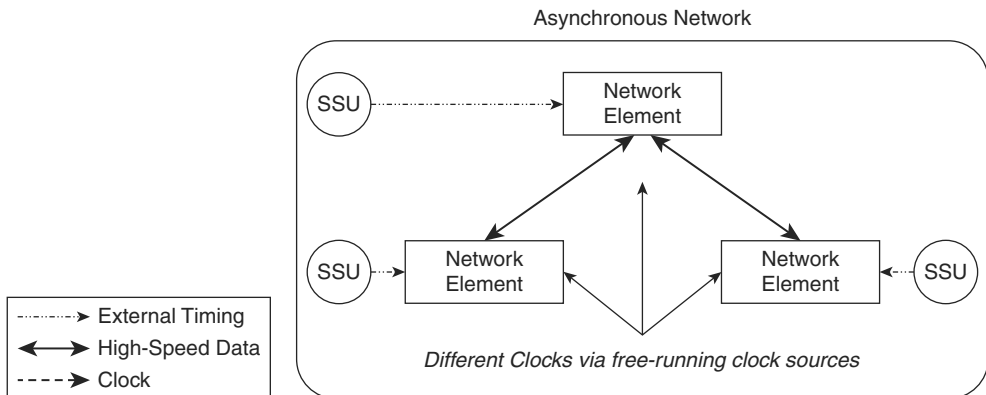 Asynchronous Network
SSU
Network
Element
SSU
Network
Element
Network
Element
SSU
External Timing
High-Speed Data
Clock
Different Clocks via free-running clock sources